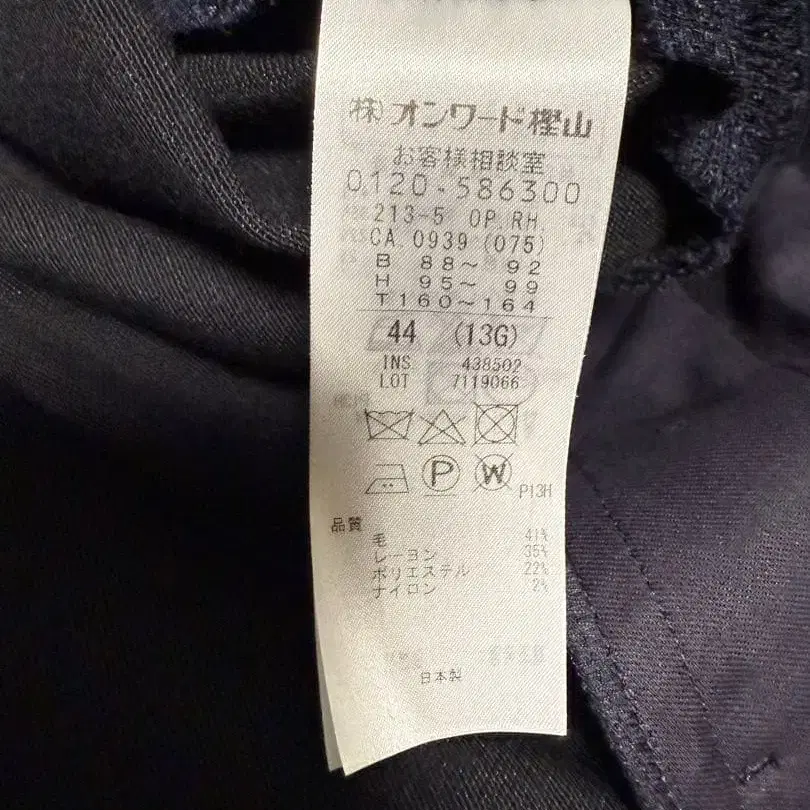 (株)オンワード樫山
お客様相談室
0120-586300
213-5 OP.RH.
CA.0939 (075)
B 88～ 92
H 95～ 99
T160～164
44 (13G)
INS 438502
LOT 7119066
P
W
P13H
品質
毛 41%
レーヨン 35%
ポリエステル 22%
ナイロン 2%
日本製